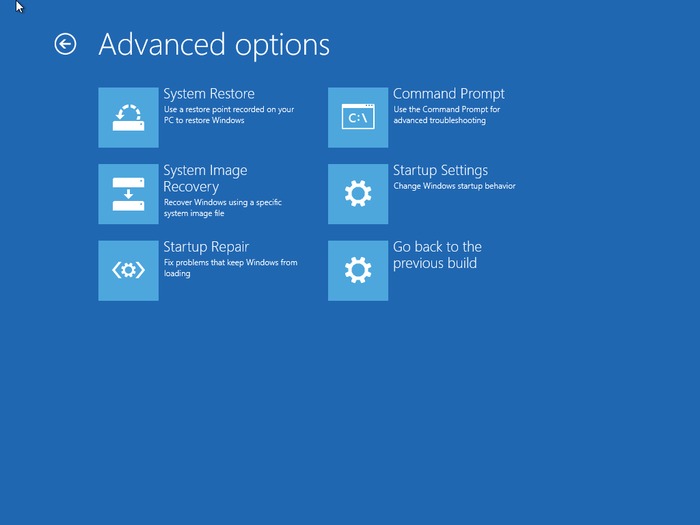 Advanced options
System Restore
Use a restore point recorded on your
PC to restore Windows
Command Prompt
Use the Command Prompt for
advanced troubleshooting
C:\
System Image
Recovery
Recover Windows using a specific
system image file
Startup Settings
Change Windows startup behavior
Startup Repair
Fix problems that keep Windows from
loading
Go back to the
previous build